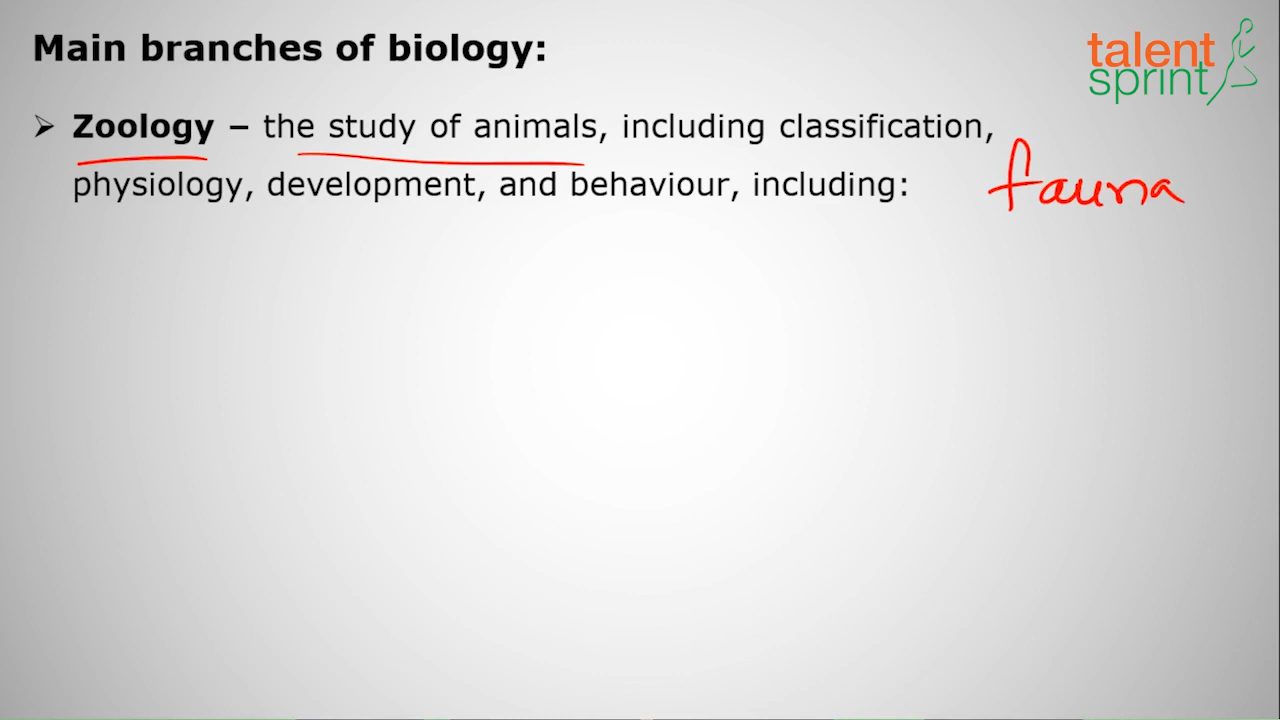 Main branches of biology:
talent
sprint
➢ Zoology – the study of animals, including classification,
physiology, development, and behaviour, including:
fauna